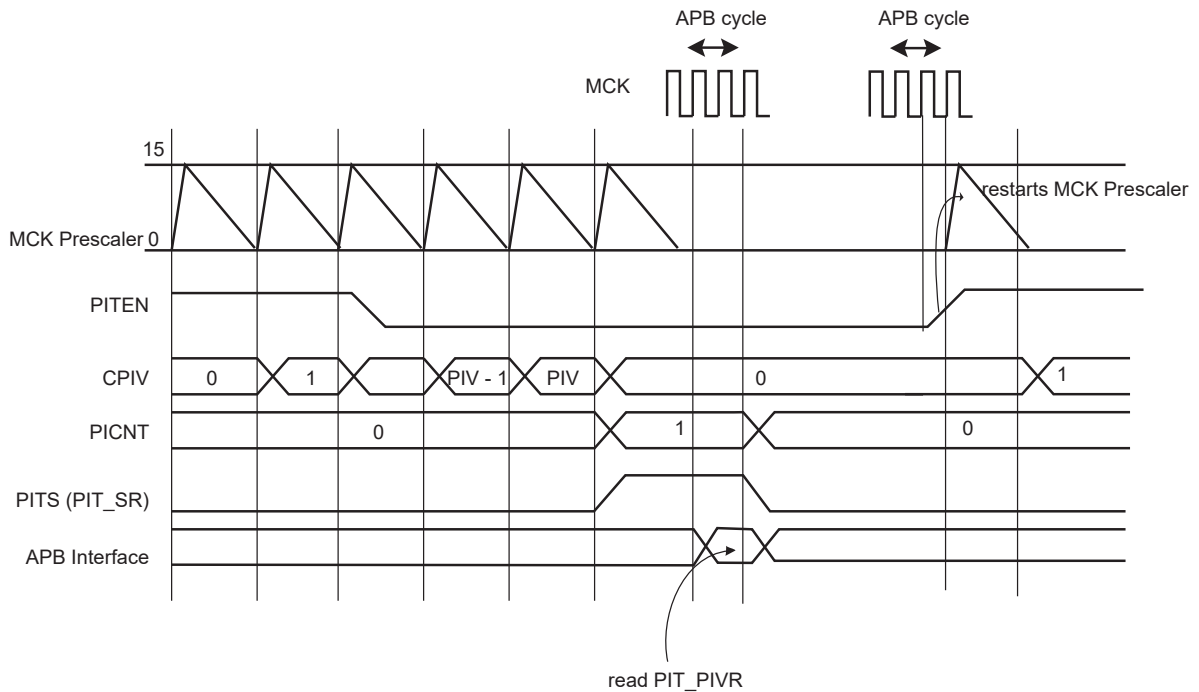 APB cycle APB cycle
MCK
15
restarts MCK Prescaler
MCK Prescaler 0
PITEN
CPIV 0 1 PIV - 1 PIV 0 1
PICNT 0 1 0
PITS (PIT_SR)
APB Interface
read PIT_PIVR